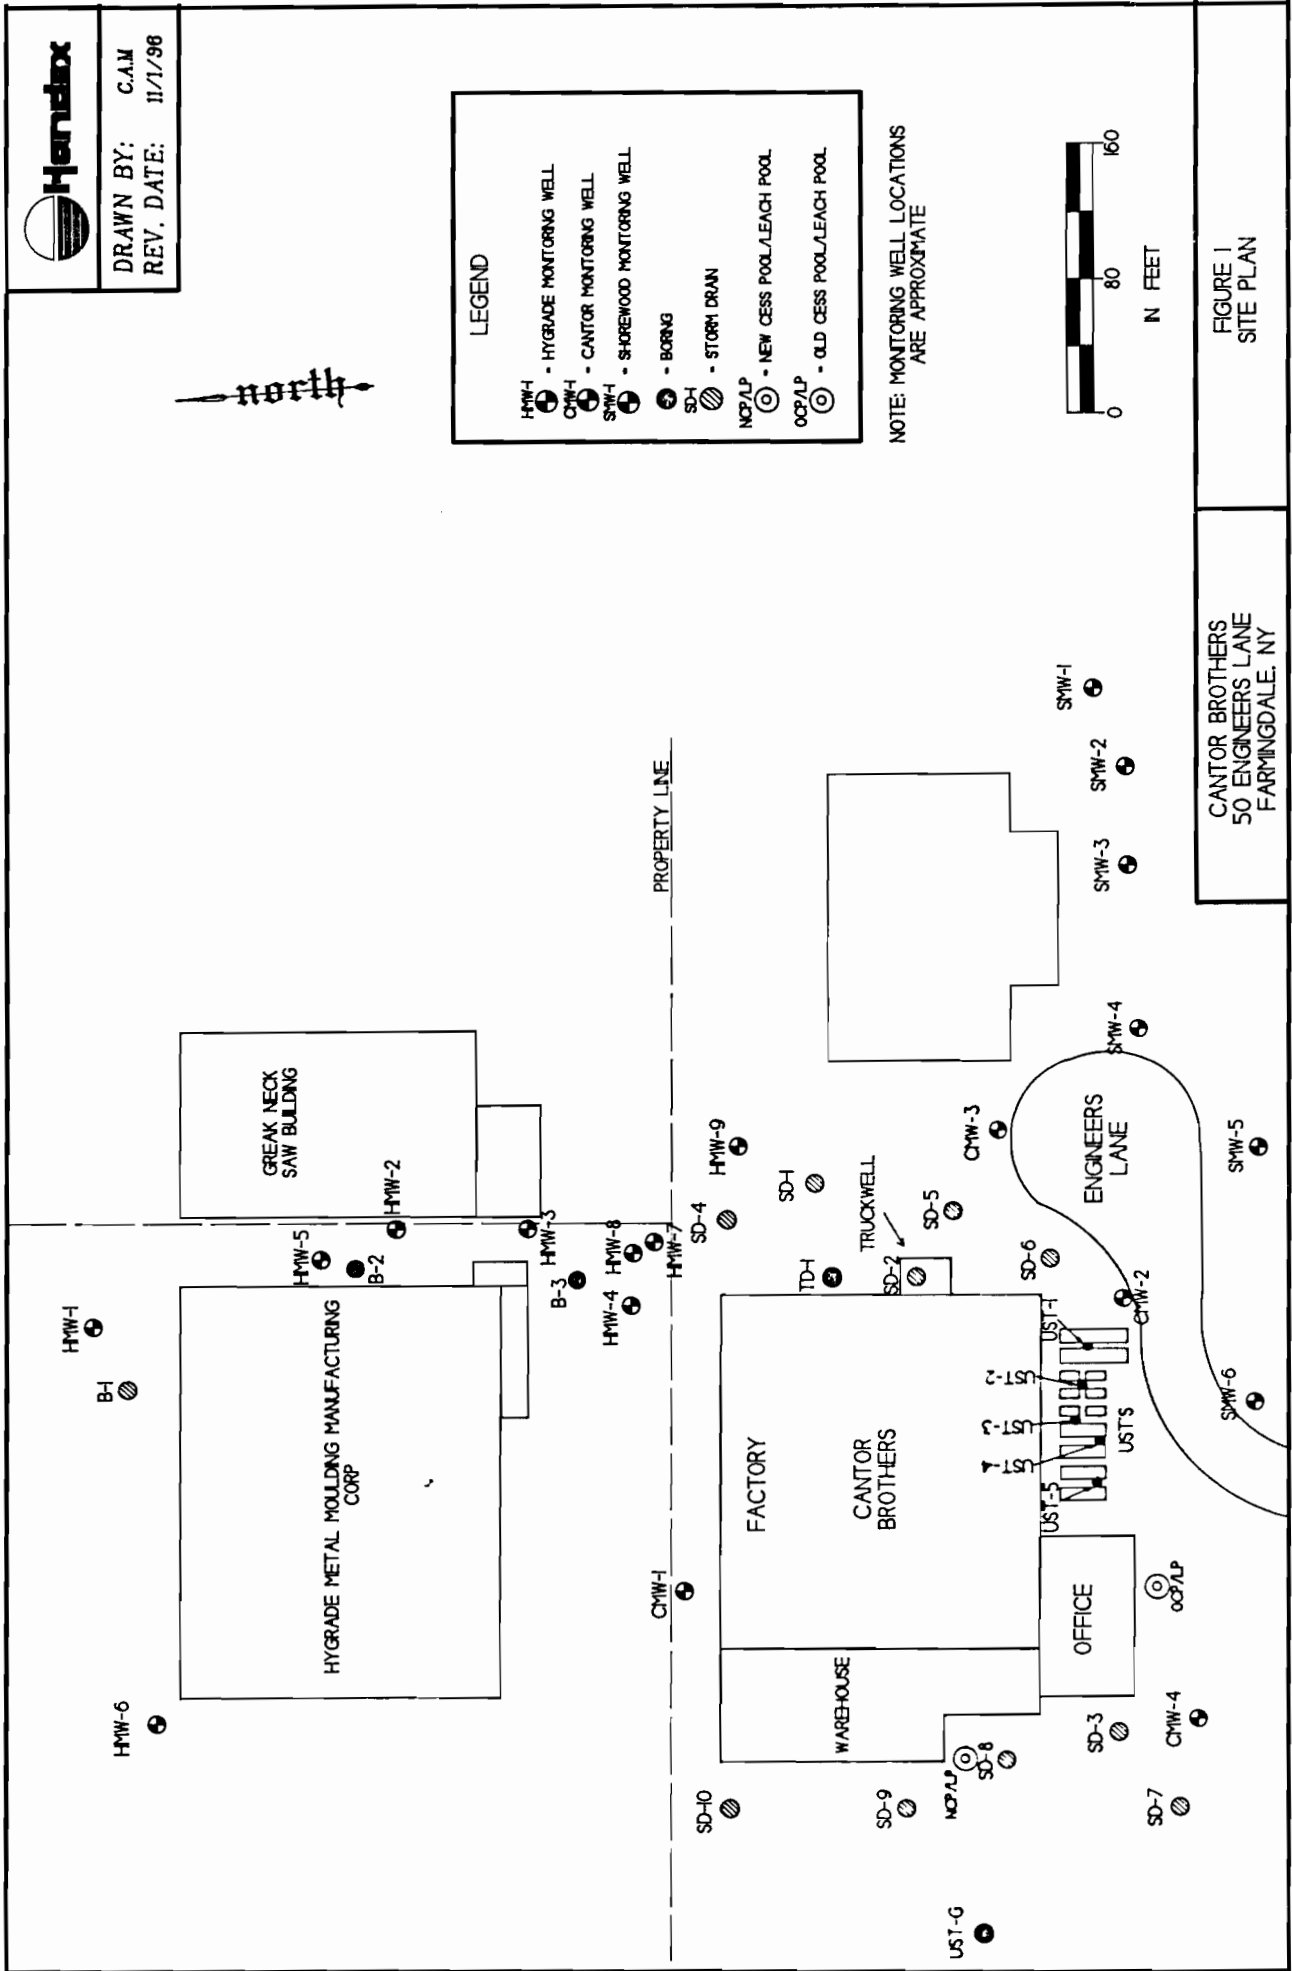 Handex
DRAWN BY: C.A.M
REV. DATE: 11/1/96
north
LEGEND
HMW-1 - HYGRADE MONITORING WELL
CMW-1 - CANTOR MONITORING WELL
SMW-1 - SHOREWOOD MONITORING WELL
- BORING
SD-1 - STORM DRAIN
NCP/LP - NEW CESS POOL/LEACH POOL
OCP/LP - OLD CESS POOL/LEACH POOL
NOTE: MONITORING WELL LOCATIONS
ARE APPROXIMATE
0 80 160
IN FEET
FIGURE 1
SITE PLAN
CANTOR BROTHERS
50 ENGINEERS LANE
FARMINGDALE, NY
HMW-6
HMW-1
B-1
HYGRADE METAL MOULDING MANUFACTURING
CORP
HMW-5
B-2
HMW-2
GREAK NECK
SAW BUILDING
HMW-3
B-3
HMW-4
HMW-8
HMW-7
PROPERTY LINE
CMW-1
SD-4
HMW-9
SD-1
SD-10
FACTORY
TD-1
TRUCKWELL
WAREHOUSE
CANTOR
BROTHERS
SD-2
SD-9
SD-5
NCP/LP
SD-8
UST-G
CMW-3
SD-6
UST-5
UST-4
UST-3
UST-2
UST-1
UST'S
CMW-2
OFFICE
ENGINEERS
LANE
SD-3
OCP/LP
CMW-4
SD-7
SMW-6
SMW-5
SMW-4
SMW-3
SMW-2
SMW-1